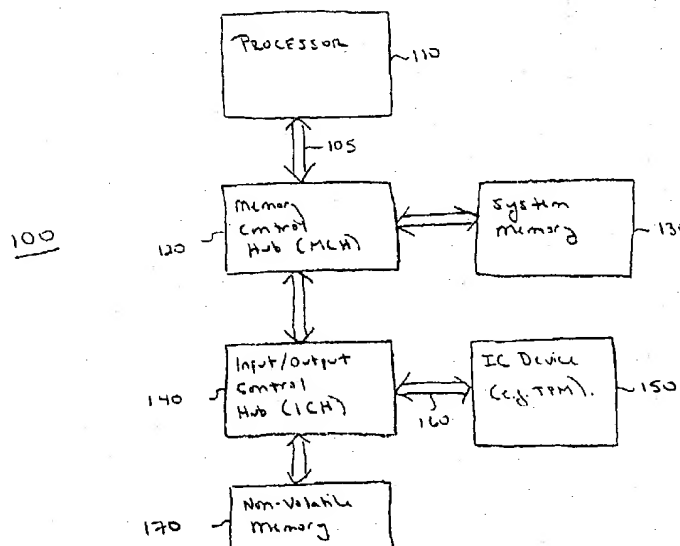 PROCESSOR
110
105
Memory
Control
Hub (MCH)
120
System
Memory
130
100
Input/Output
Control
Hub (ICH)
140
IC Device
(e.g. TPM).
150
160
Non-Volatile
Memory
170